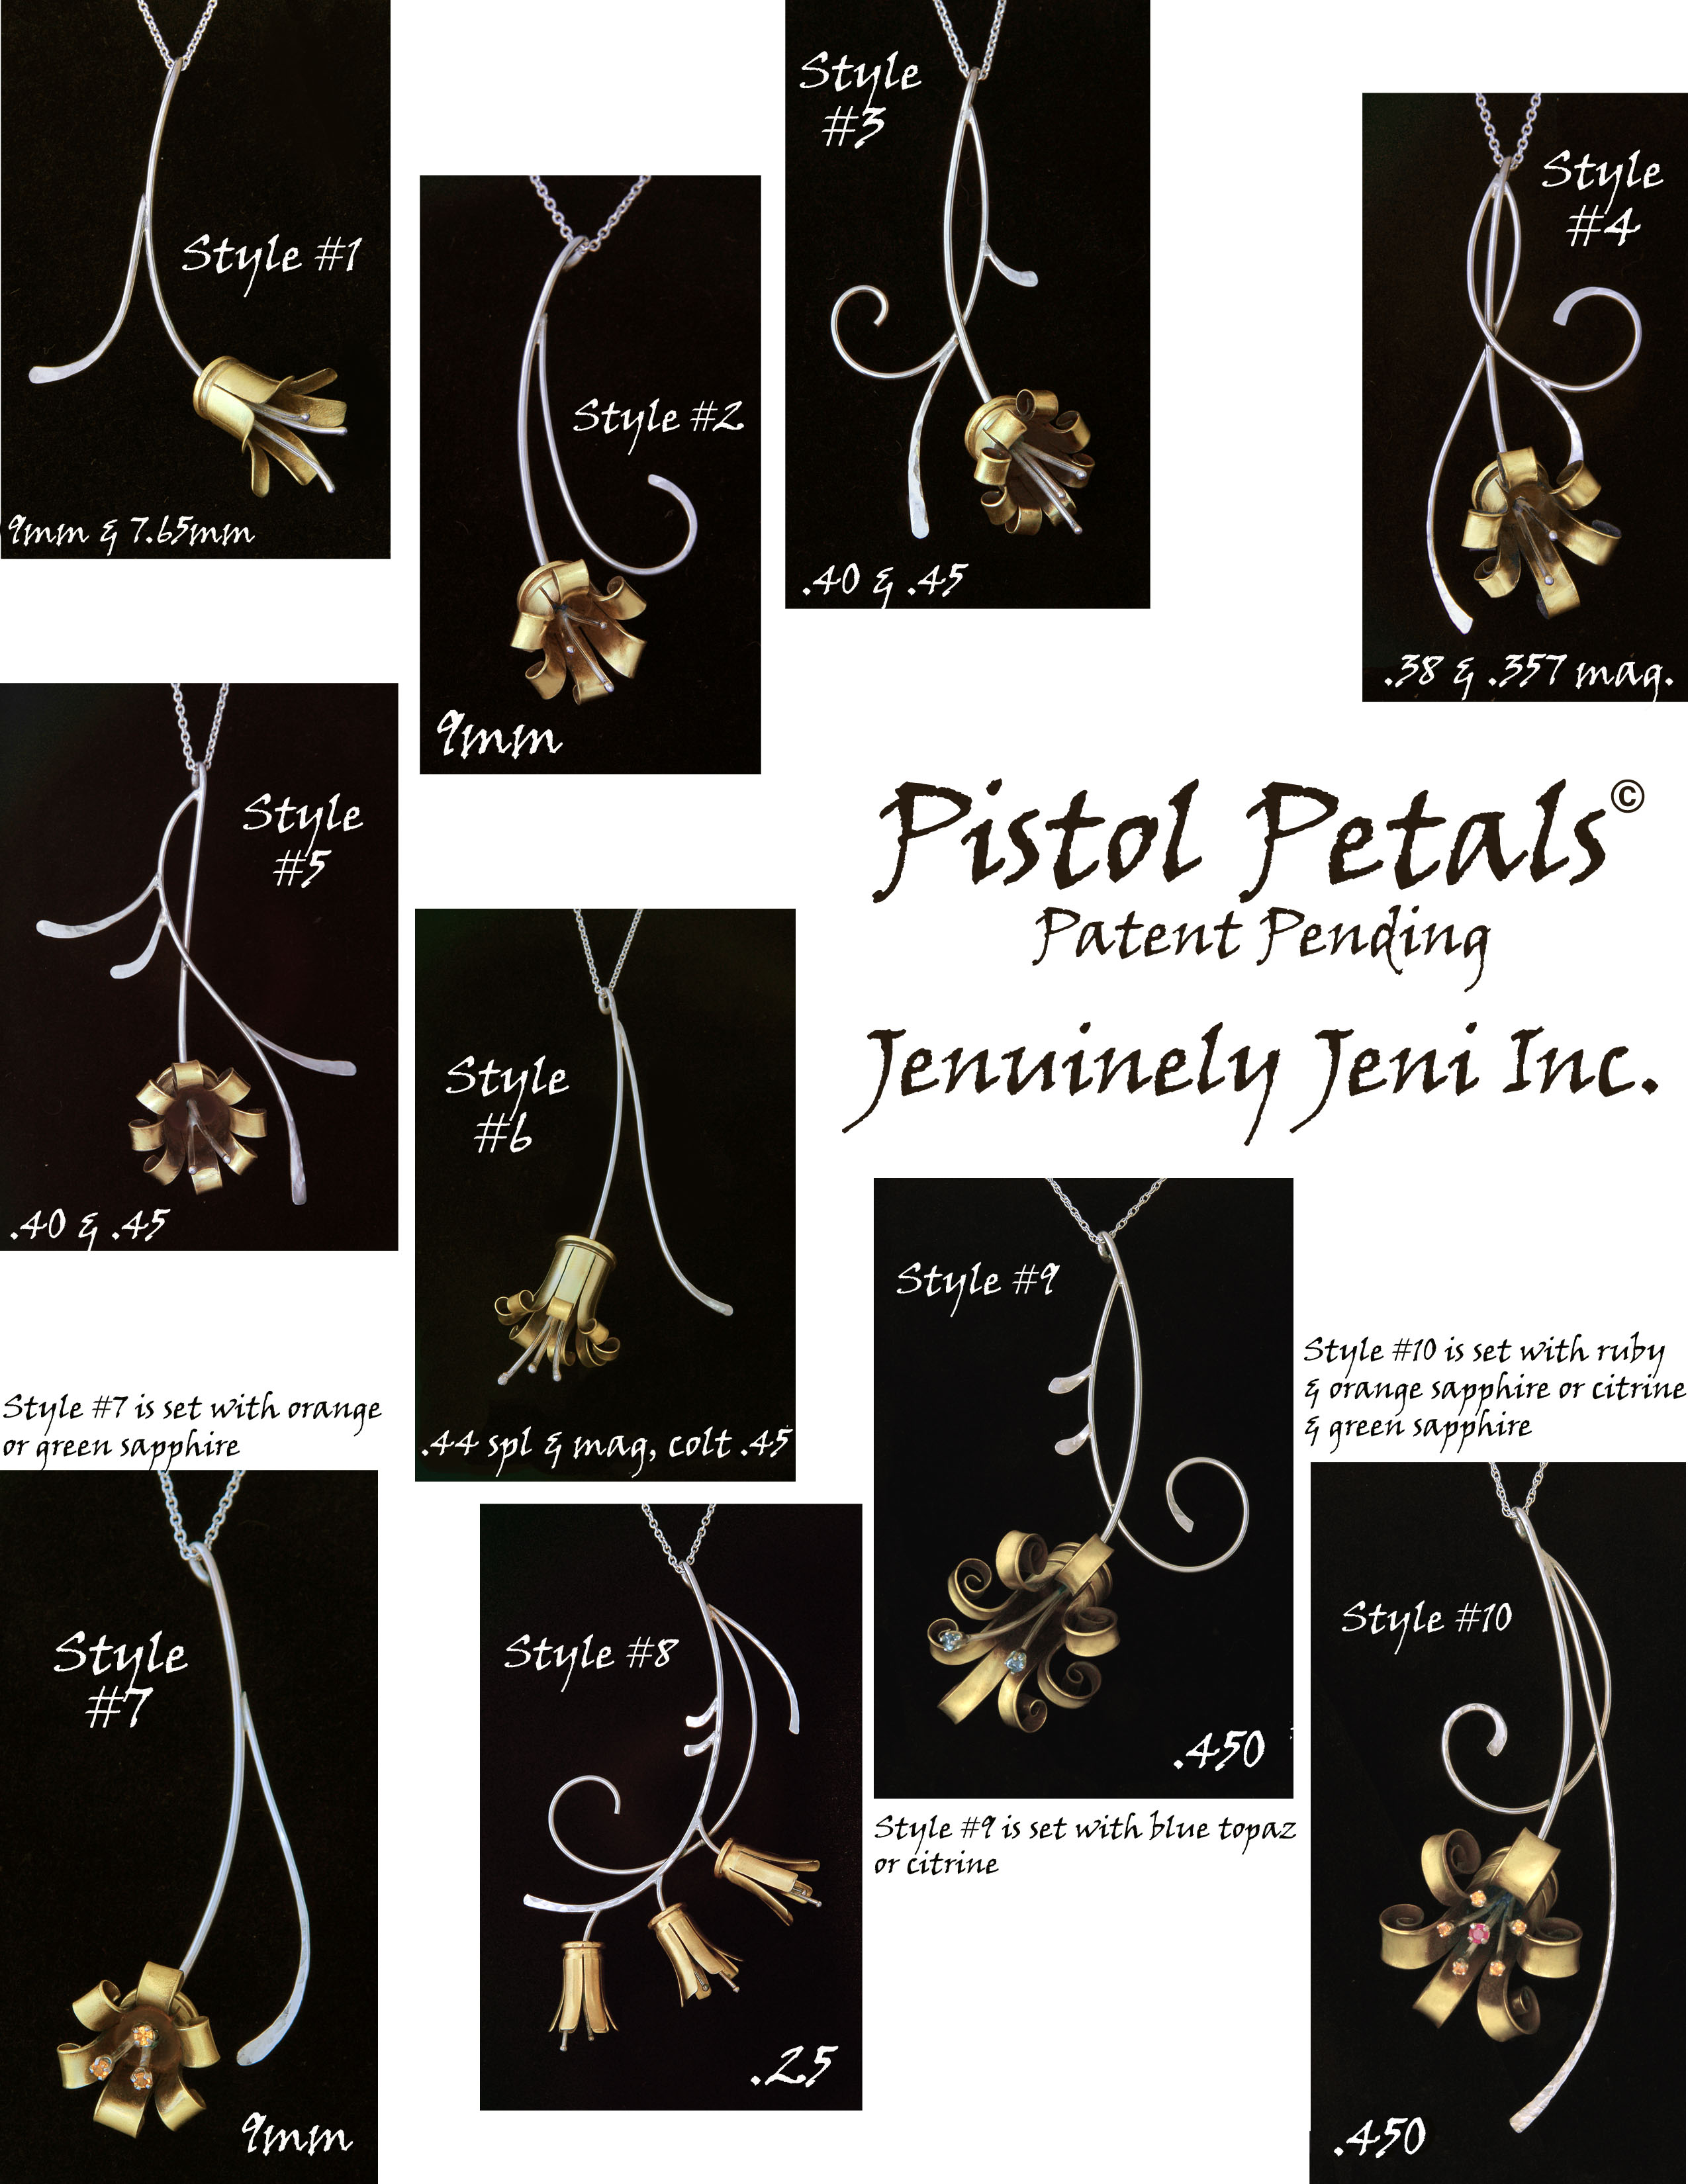 Style #1
9mm & 7.65mm
Style #2
9mm
Style
#3
.40 & .45
Style
#4
.38 & .357 mag.
Style
#5
.40 & .45
Pistol Petals©
Patent Pending
Jenuinely Jeni Inc.
Style
#6
.44 spl & mag, colt .45
Style #9
.450
Style #9 is set with blue topaz
or citrine
Style #10 is set with ruby
& orange sapphire or citrine
& green sapphire
Style #10
.450
Style #7 is set with orange
or green sapphire
Style
#7
9mm
Style #8
.25